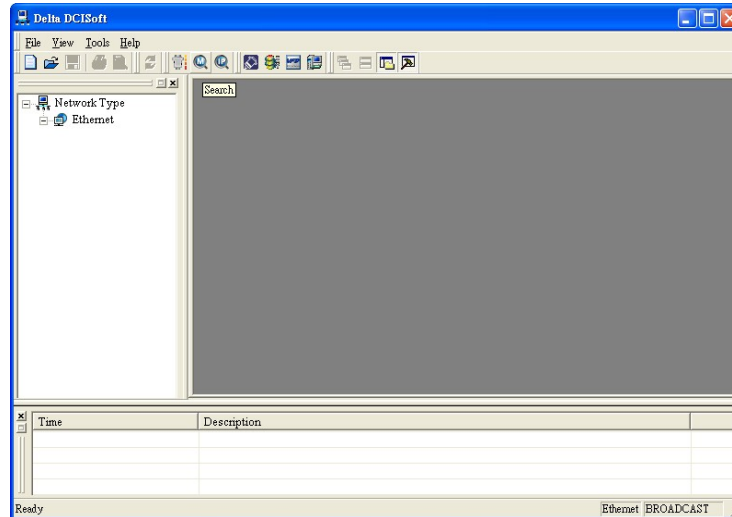 Delta DCISoft
File View Tools Help
Search
Network Type
Ethernet
Time Description
Ready Ethernet BROADCAST